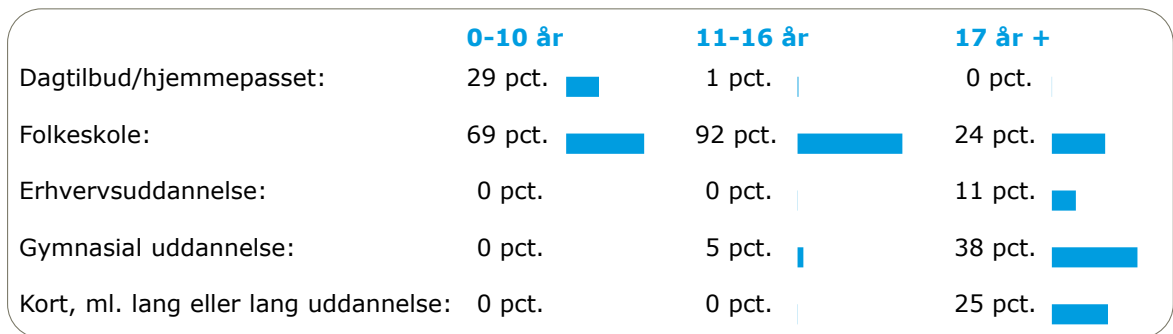 0-10 år 11-16 år 17 år +
Dagtilbud/hjemmepasset: 29 pct. 1 pct. 0 pct.
Folkeskole: 69 pct. 92 pct. 24 pct.
Erhvervsuddannelse: 0 pct. 0 pct. 11 pct.
Gymnasial uddannelse: 0 pct. 5 pct. 38 pct.
Kort, ml. lang eller lang uddannelse: 0 pct. 0 pct. 25 pct.